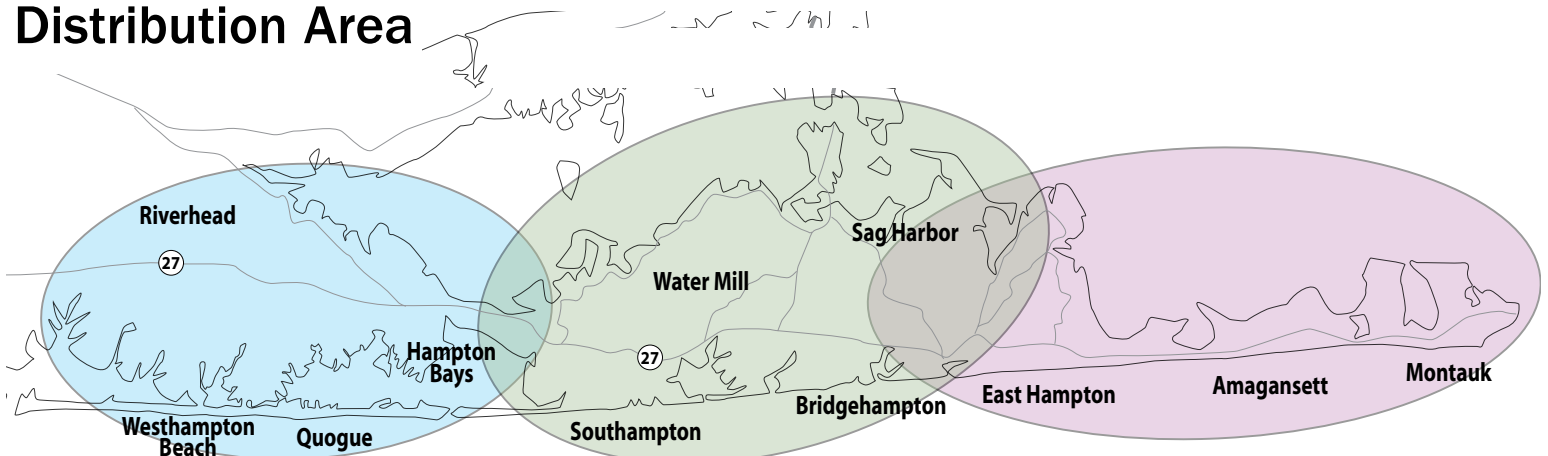 Distribution Area
Riverhead
27
Sag Harbor
Water Mill
27
Hampton
Bays
Westhampton
Beach
Quogue
Southampton
Bridgehampton
East Hampton
Amagansett
Montauk